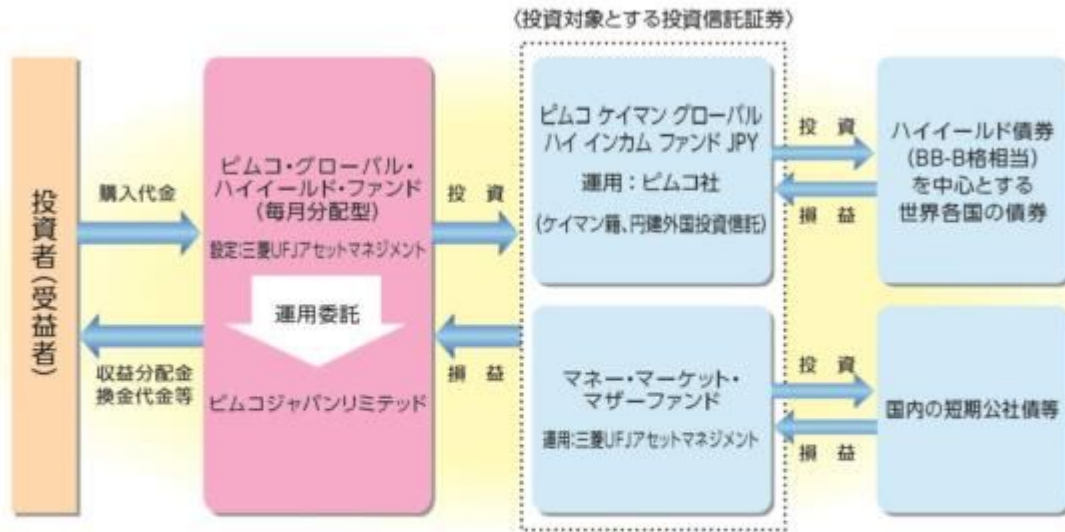 〈投資対象とする投資信託証券〉
投資者(受益者)
購入代金
収益分配金
換金代金等
ピムコ・グローバル・
ハイイールド・ファンド
(毎月分配型)
設定:三菱UFJアセットマネジメント
運用委託
ピムコジャパンリミテッド
投 資
損 益
ピムコ ケイマン グローバル
ハイ インカム ファンド JPY
運用:ピムコ社
(ケイマン籍、円建外国投資信託)
投 資
損 益
ハイイールド債券
(BB-B格相当)
を中心とする
世界各国の債券
マネー・マーケット・
マザーファンド
運用:三菱UFJアセットマネジメント
投 資
損 益
国内の短期公社債等